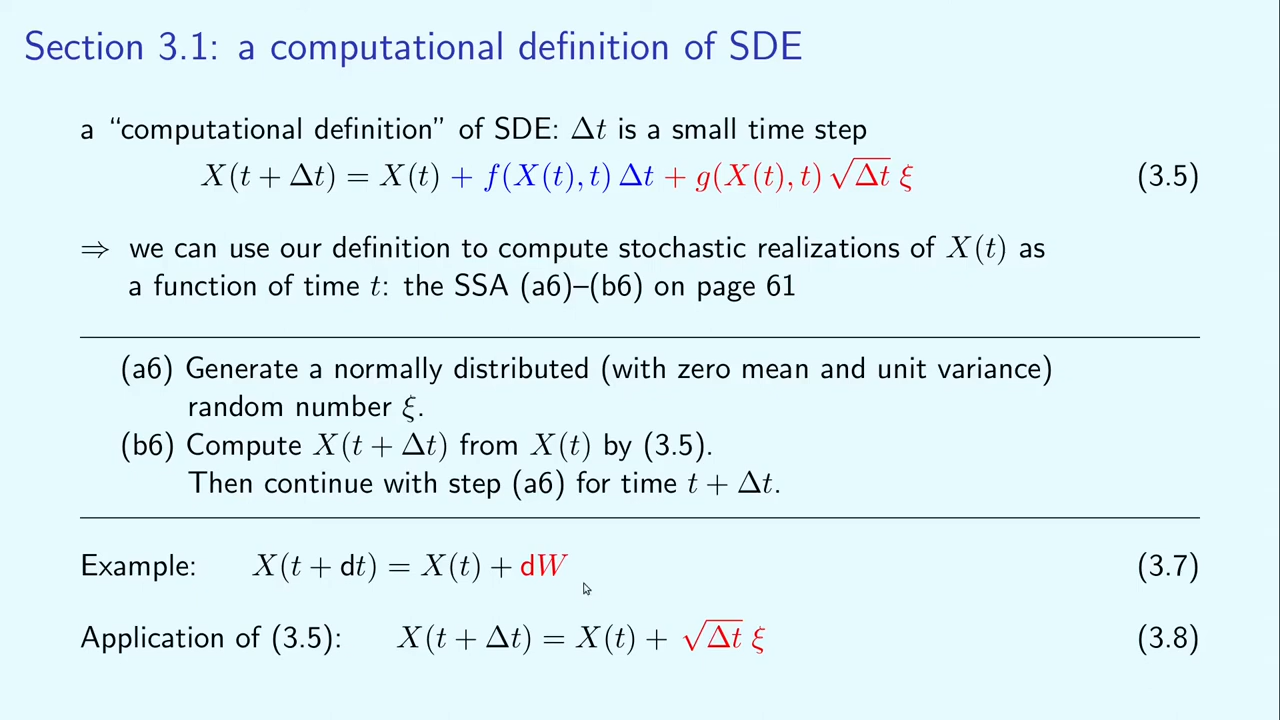 Section 3.1: a computational definition of SDE
a “computational definition” of SDE: Δt is a small time step
X(t + Δt) = X(t) + f(X(t), t) Δt + g(X(t), t) √Δt ξ (3.5)
⇒ we can use our definition to compute stochastic realizations of X(t) as
a function of time t: the SSA (a6)–(b6) on page 61
(a6) Generate a normally distributed (with zero mean and unit variance)
random number ξ.
(b6) Compute X(t + Δt) from X(t) by (3.5).
Then continue with step (a6) for time t + Δt.
Example: X(t + dt) = X(t) + dW (3.7)
Application of (3.5): X(t + Δt) = X(t) + √Δt ξ (3.8)